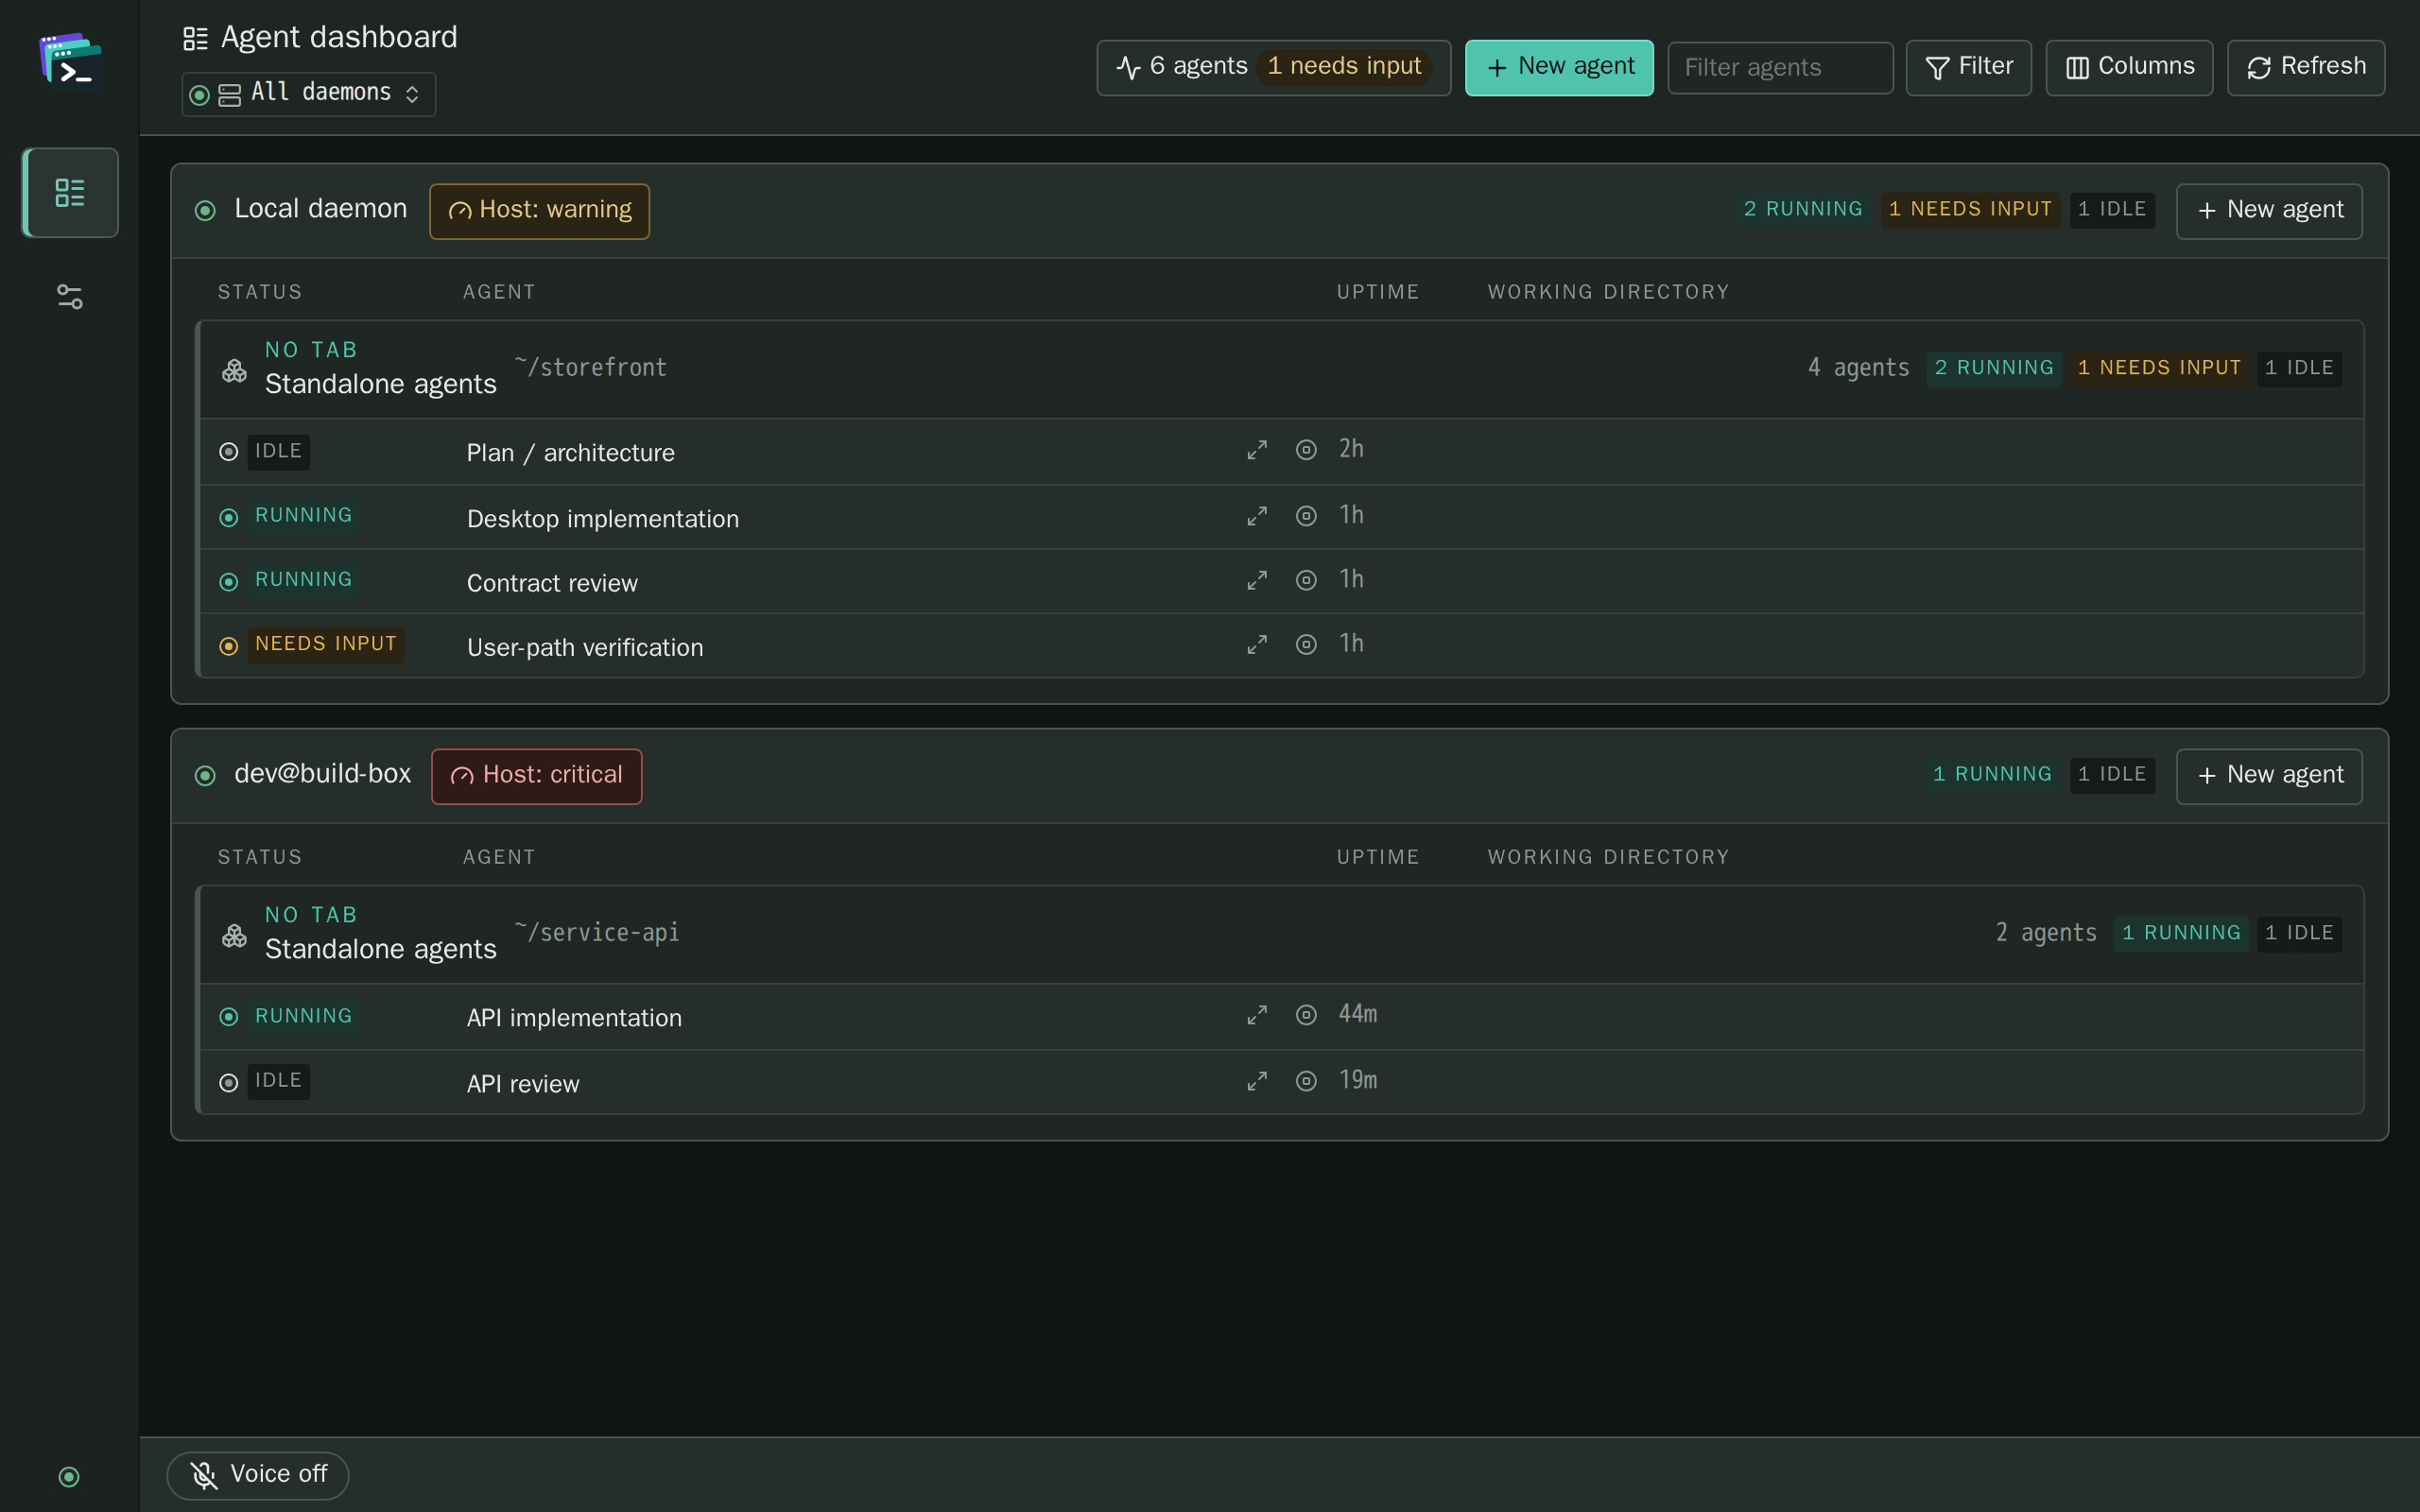 Agent dashboard
All daemons
6 agents 1 needs input
New agent
Filter agents
Filter
Columns
Refresh
Local daemon Host: warning 2 RUNNING 1 NEEDS INPUT 1 IDLE New agent
STATUS AGENT UPTIME WORKING DIRECTORY
NO TAB
Standalone agents ~/storefront 4 agents 2 RUNNING 1 NEEDS INPUT 1 IDLE
IDLE Plan / architecture 2h
RUNNING Desktop implementation 1h
RUNNING Contract review 1h
NEEDS INPUT User-path verification 1h
dev@build-box Host: critical 1 RUNNING 1 IDLE New agent
STATUS AGENT UPTIME WORKING DIRECTORY
NO TAB
Standalone agents ~/service-api 2 agents 1 RUNNING 1 IDLE
RUNNING API implementation 44m
IDLE API review 19m
Voice off